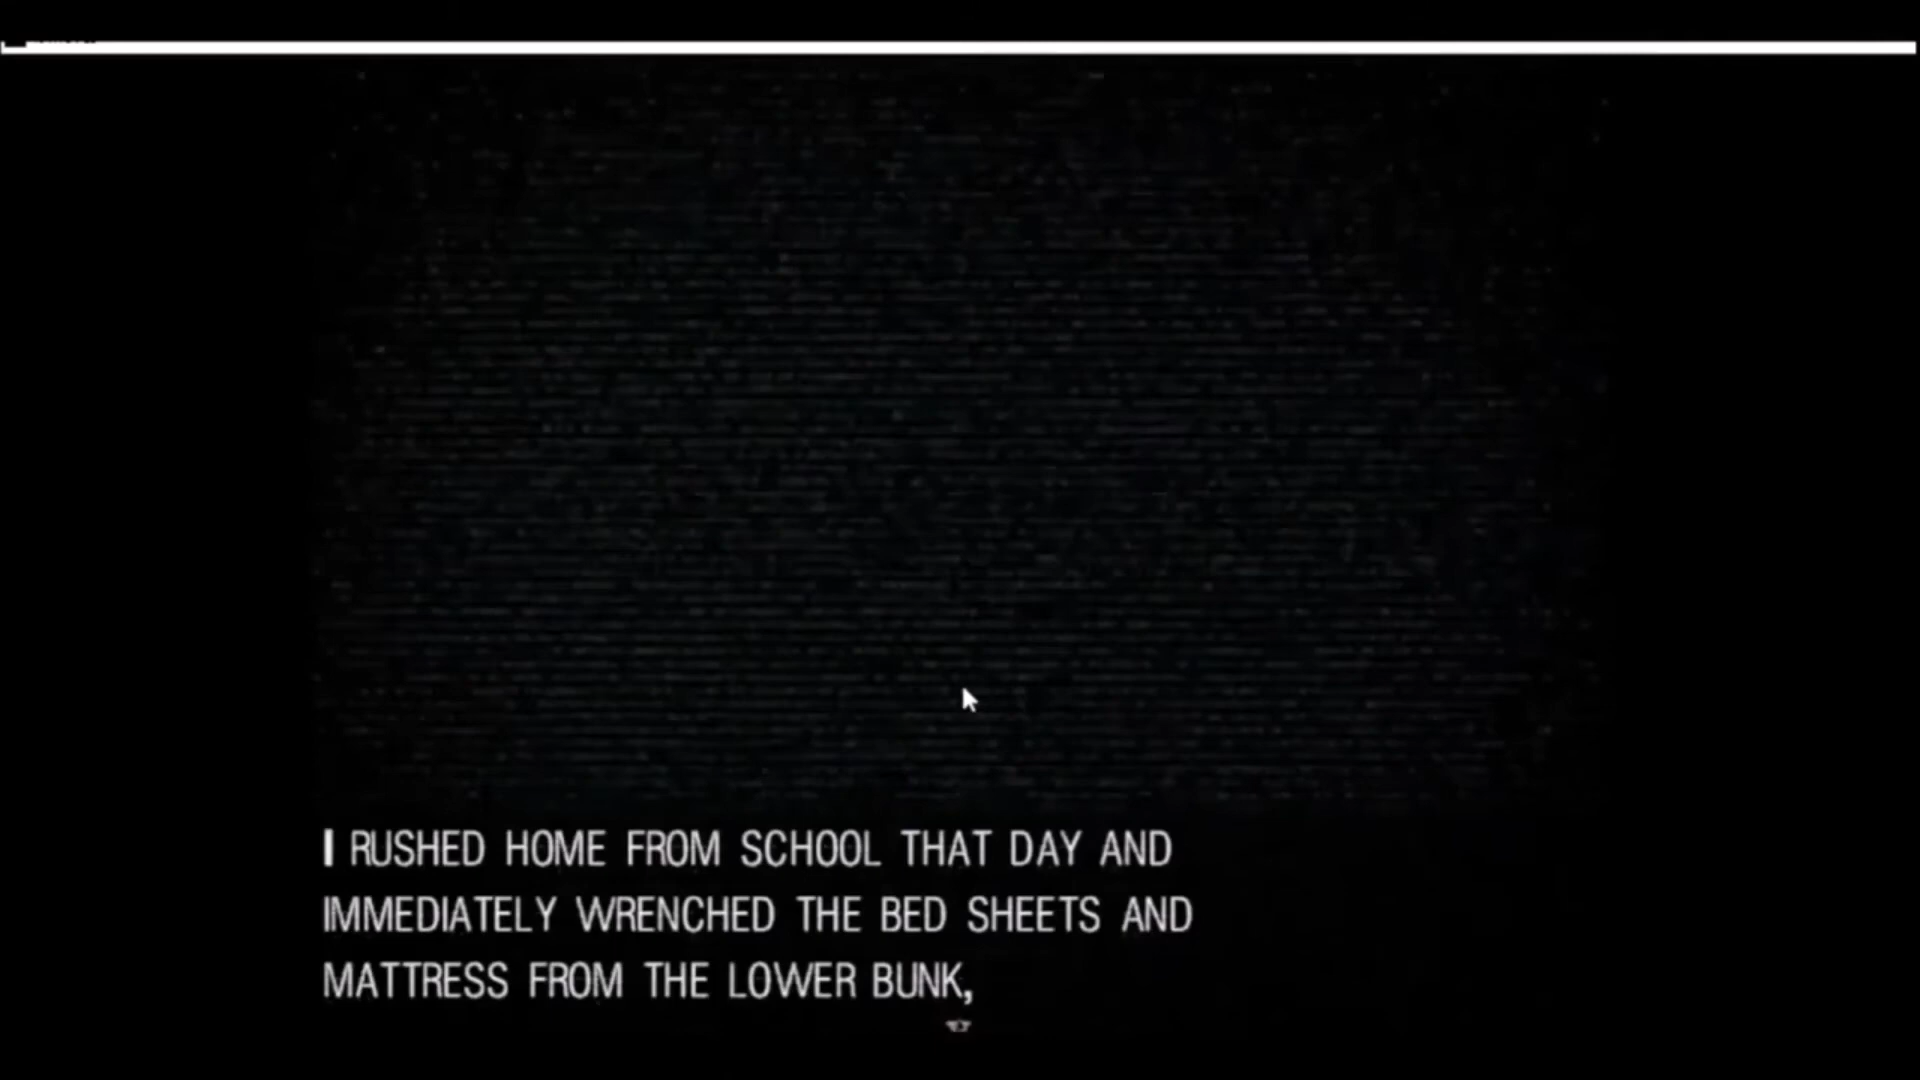 I RUSHED HOME FROM SCHOOL THAT DAY AND
IMMEDIATELY WRENCHED THE BED SHEETS AND
MATTRESS FROM THE LOWER BUNK,